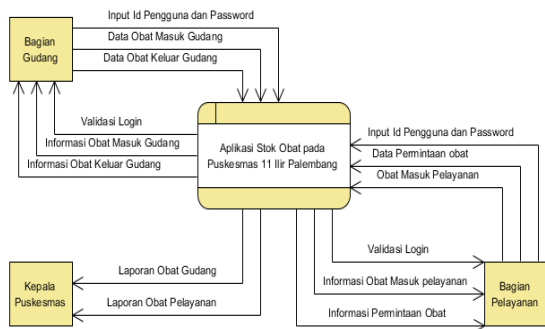 Input Id Pengguna dan Password
Data Obat Masuk Gudang
Data Obat Keluar Gudang
Bagian
Gudang
Validasi Login
Informasi Obat Masuk Gudang
Informasi Obat Keluar Gudang
Aplikasi Stok Obat pada
Puskesmas 11 Ilir Palembang
Input Id Pengguna dan Password
Data Permintaan obat
Obat Masuk Pelayanan
Validasi Login
Informasi Obat Masuk pelayanan
Informasi Permintaan Obat
Laporan Obat Gudang
Laporan Obat Pelayanan
Kepala
Puskesmas
Bagian
Pelayanan